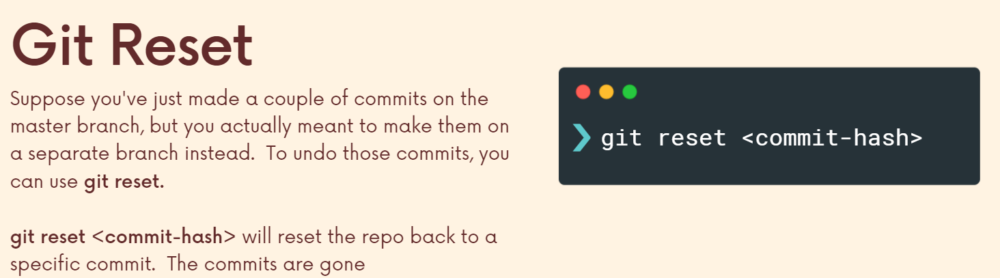 Git Reset
Suppose you've just made a couple of commits on the
master branch, but you actually meant to make them on
a separate branch instead.  To undo those commits, you
can use git reset.
git reset <commit-hash> will reset the repo back to a
specific commit.  The commits are gone
❯ git reset <commit-hash>